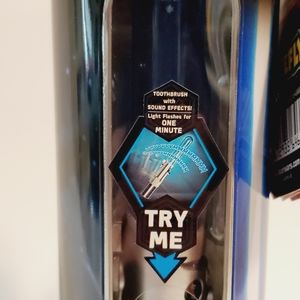 TOOTHBRUSH
with
SOUND EFFECTS!
Light Flashes for
ONE
MINUTE
TRY
ME